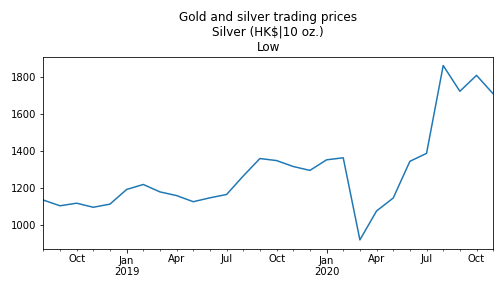 Gold and silver trading prices
Silver (HK$|10 oz.)
Low
1800
1600
1400
1200
1000
Oct
Jan
2019
Apr
Jul
Oct
Jan
2020
Apr
Jul
Oct